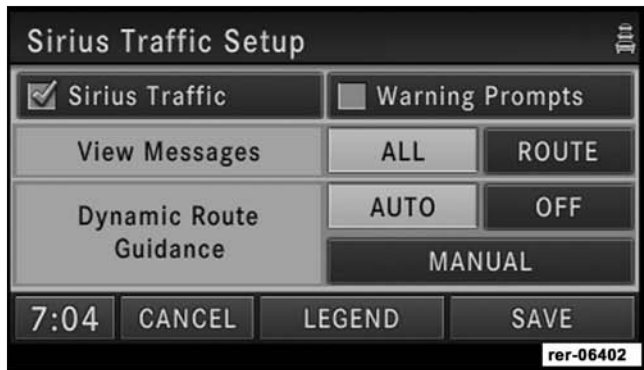 Sirius Traffic Setup
Sirius Traffic
Warning Prompts
View Messages
ALL
ROUTE
Dynamic Route
Guidance
AUTO
OFF
MANUAL
7:04
CANCEL
LEGEND
SAVE
rer-06402